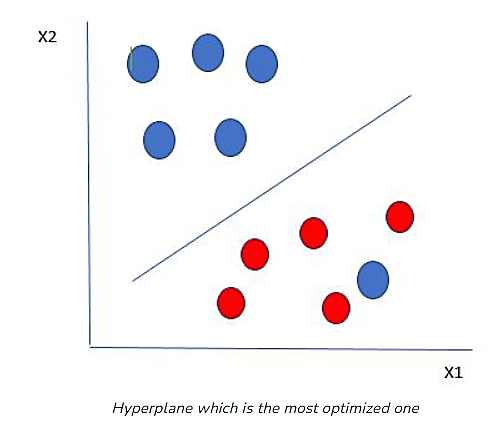 X2
X1
Hyperplane which is the most optimized one